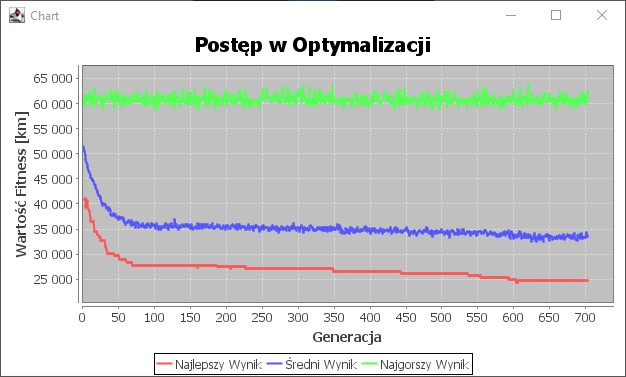 Chart
Postęp w Optymalizacji
Wartość Fitness [km]
65 000
60 000
55 000
50 000
45 000
40 000
35 000
30 000
25 000
0 50 100 150 200 250 300 350 400 450 500 550 600 650 700
Generacja
Najlepszy Wynik Średni Wynik Najgorszy Wynik